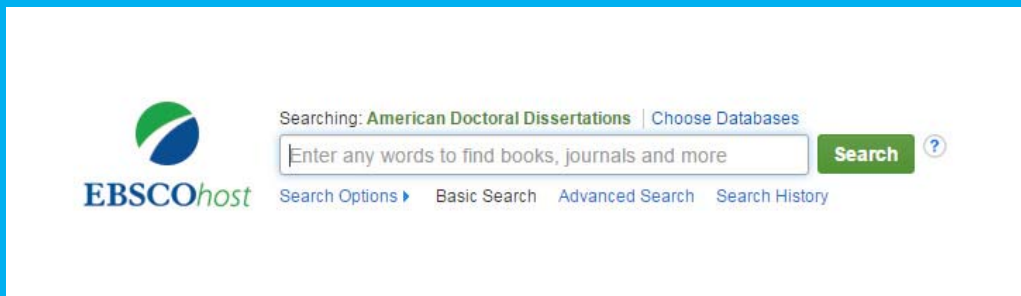 Searching: American Doctoral Dissertations | Choose Databases
Enter any words to find books, journals and more Search ?
EBSCOhost Search Options Basic Search Advanced Search Search History